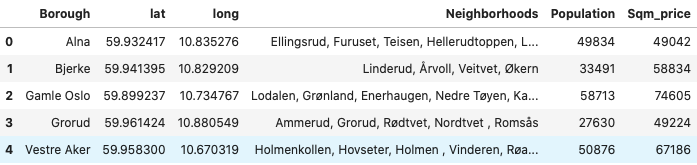 Borough lat long Neighborhoods Population Sqm_price
0 Alna 59.932417 10.835276 Ellingsrud, Furuset, Teisen, Hellerudtoppen, L... 49834 49042
1 Bjerke 59.941395 10.829209 Linderud, Årvoll, Veitvet, Økern 33491 58834
2 Gamle Oslo 59.899237 10.734767 Lodalen, Grønland, Enerhaugen, Nedre Tøyen, Ka... 58713 74605
3 Grorud 59.961424 10.880549 Ammerud, Grorud, Rødtvet, Nordtvet , Romsås 27630 49224
4 Vestre Aker 59.958300 10.670319 Holmenkollen, Hovseter, Holmen , Vinderen, Røa... 50876 67186